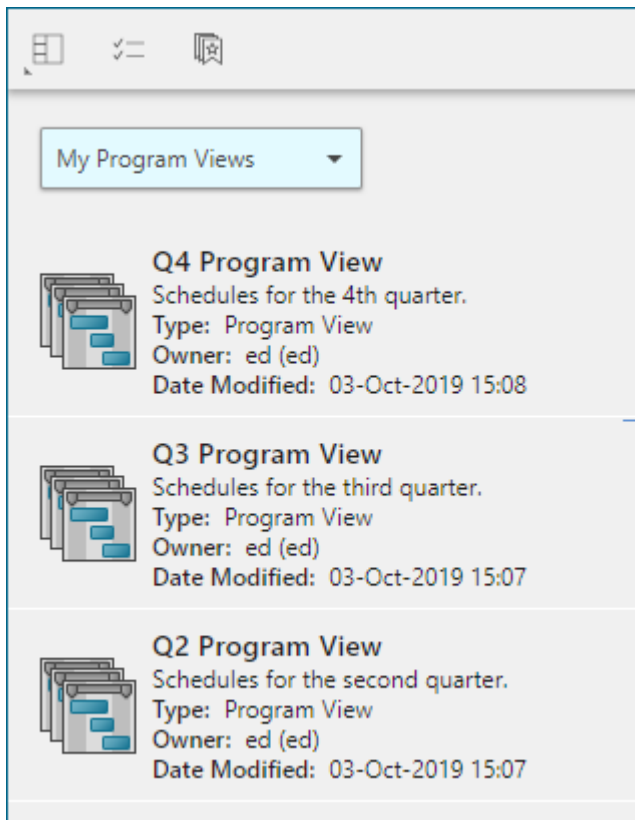 My Program Views
Q4 Program View
Schedules for the 4th quarter.
Type: Program View
Owner: ed (ed)
Date Modified: 03-Oct-2019 15:08
Q3 Program View
Schedules for the third quarter.
Type: Program View
Owner: ed (ed)
Date Modified: 03-Oct-2019 15:07
Q2 Program View
Schedules for the second quarter.
Type: Program View
Owner: ed (ed)
Date Modified: 03-Oct-2019 15:07